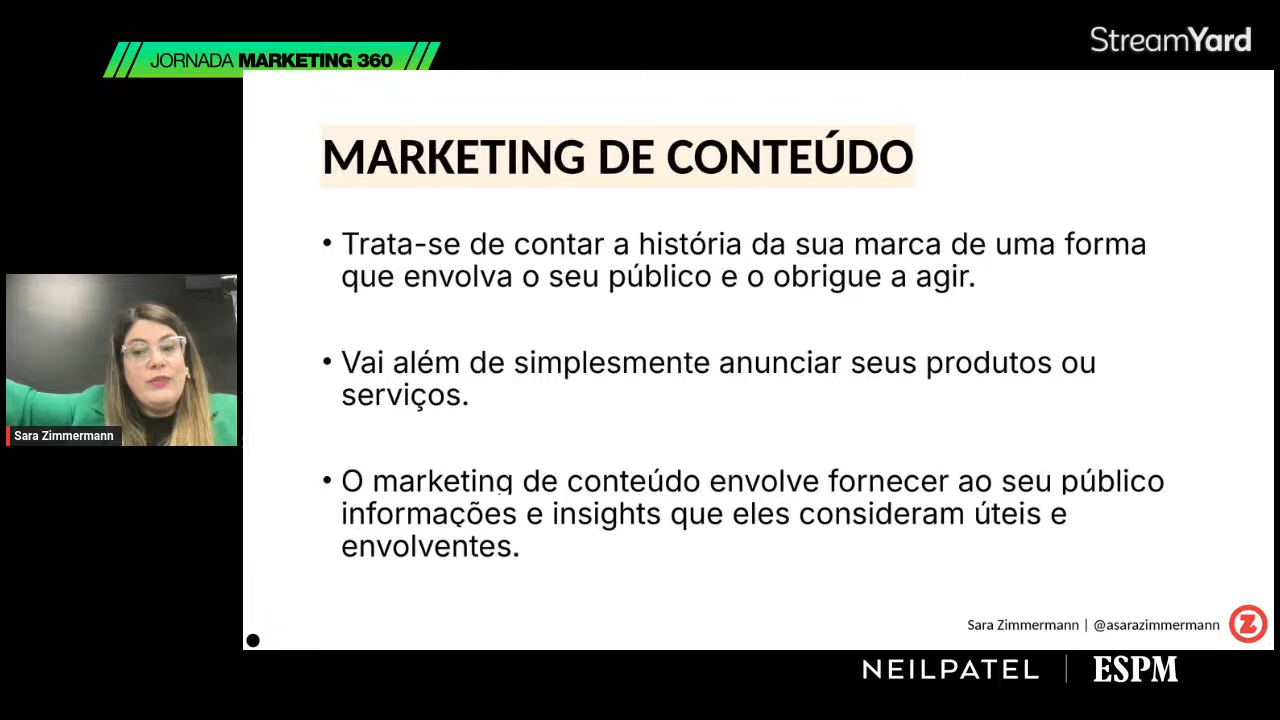 JORNADA MARKETING 360
StreamYard
MARKETING DE CONTEÚDO
• Trata-se de contar a história da sua marca de uma forma
que envolva o seu público e o obrigue a agir.
• Vai além de simplesmente anunciar seus produtos ou
serviços.
• O marketing de conteúdo envolve fornecer ao seu público
informações e insights que eles consideram úteis e
envolventes.
Sara Zimmermann
Sara Zimmermann | @asarazimmermann
Z
NEILPATEL | ESPM